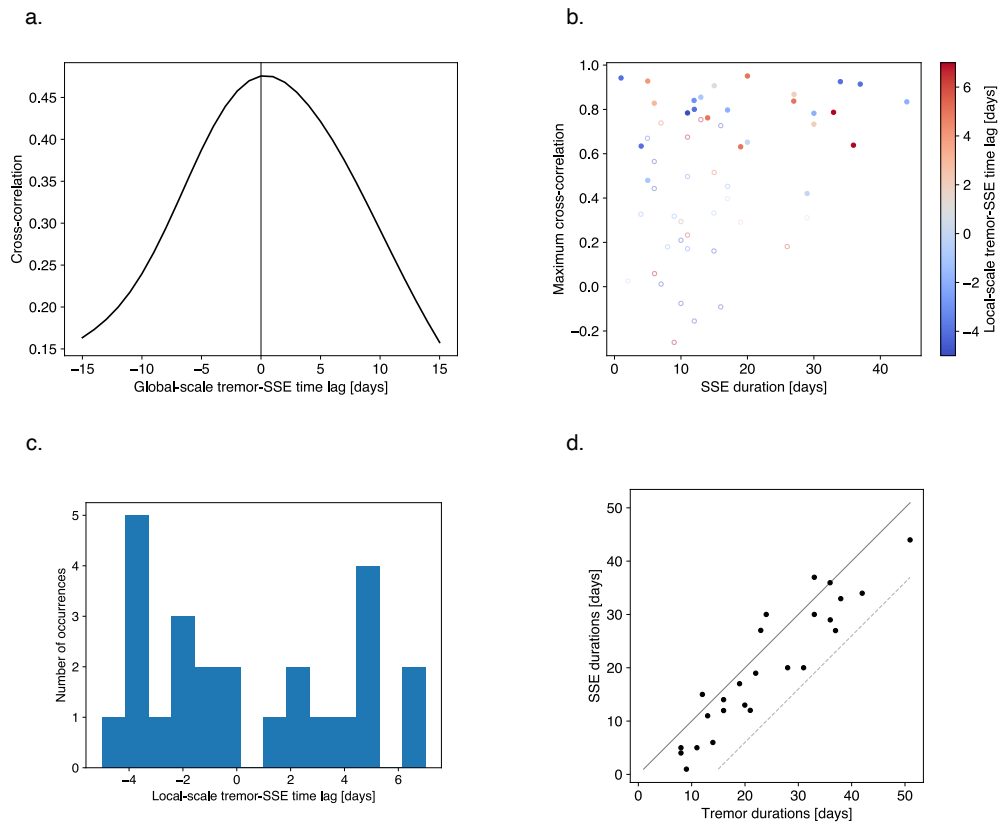 a.
0.45
0.40
0.35
0.30
0.25
0.20
0.15
Cross-correlation
−15 −10 −5 0 5 10 15
Global-scale tremor-SSE time lag [days]
b.
1.0
0.8
0.6
0.4
0.2
0.0
−0.2
Maximum cross-correlation
0 10 20 30 40
SSE duration [days]
6
4
2
0
−2
−4
Local-scale tremor-SSE time lag [days]
c.
5
4
3
2
1
0
Number of occurrences
−4 −2 0 2 4 6
Local-scale tremor-SSE time lag [days]
d.
50
40
30
20
10
0
SSE durations [days]
0 10 20 30 40 50
Tremor durations [days]